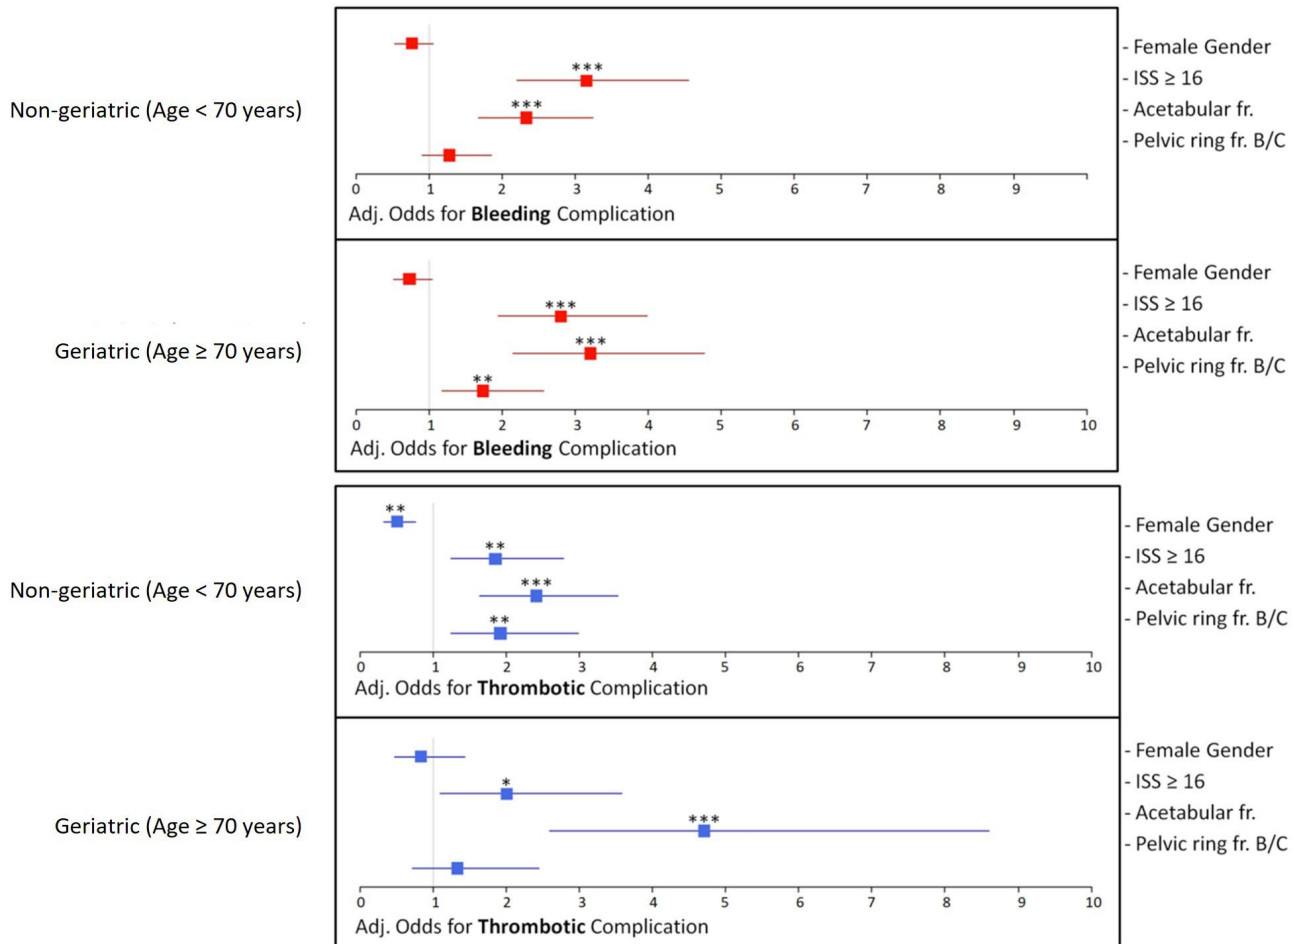 - Female Gender
***
- ISS ≥ 16
***
- Acetabular fr.
Non-geriatric (Age < 70 years)
- Pelvic ring fr. B/C
0 1 2 3 4 5 6 7 8 9
Adj. Odds for Bleeding Complication
- Female Gender
***
- ISS ≥ 16
***
- Acetabular fr.
Geriatric (Age ≥ 70 years)
- Pelvic ring fr. B/C
**
0 1 2 3 4 5 6 7 8 9 10
Adj. Odds for Bleeding Complication
**
- Female Gender
**
- ISS ≥ 16
***
- Acetabular fr.
Non-geriatric (Age < 70 years)
**
- Pelvic ring fr. B/C
0 1 2 3 4 5 6 7 8 9 10
Adj. Odds for Thrombotic Complication
- Female Gender
*
- ISS ≥ 16
***
- Acetabular fr.
Geriatric (Age ≥ 70 years)
- Pelvic ring fr. B/C
0 1 2 3 4 5 6 7 8 9 10
Adj. Odds for Thrombotic Complication